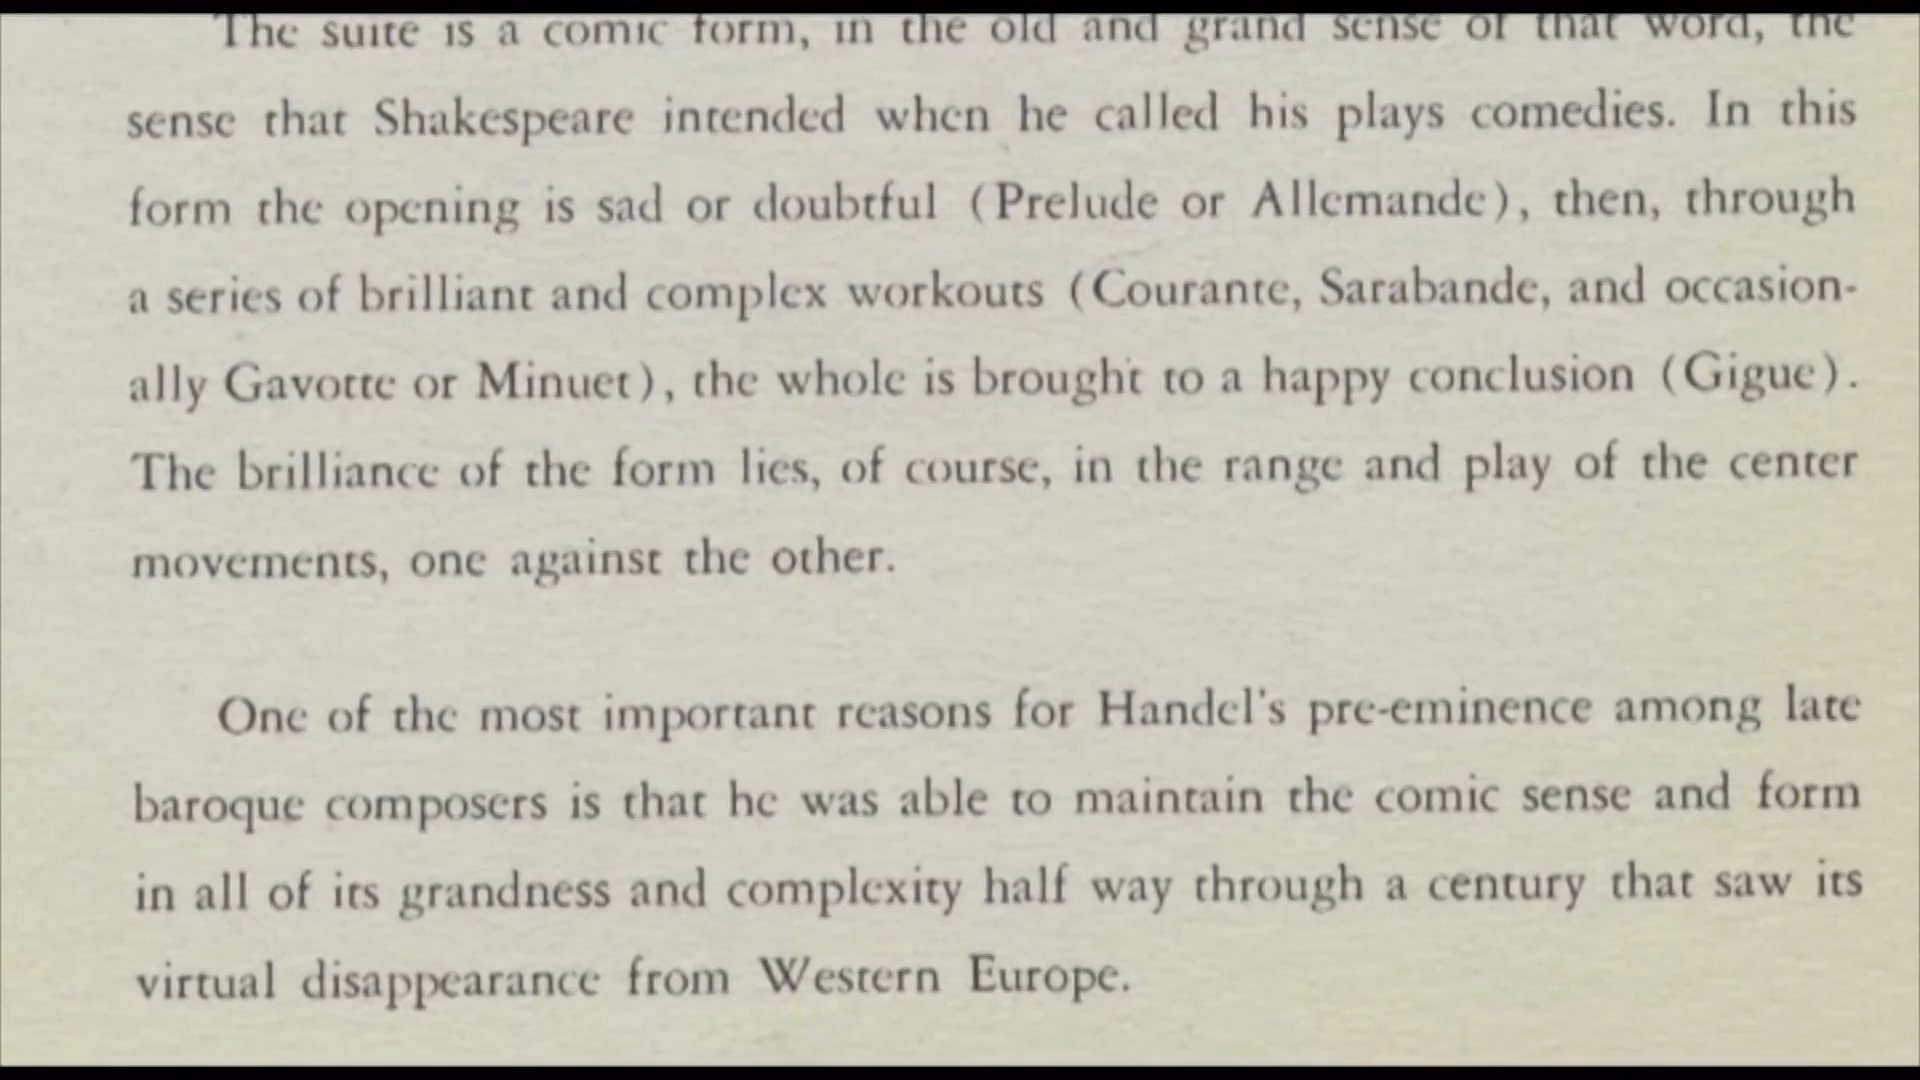 The suite is a comic form, in the old and grand sense of that word, the
sense that Shakespeare intended when he called his plays comedies. In this
form the opening is sad or doubtful (Prelude or Allemande), then, through
a series of brilliant and complex workouts (Courante, Sarabande, and occasion-
ally Gavotte or Minuet), the whole is brought to a happy conclusion (Gigue).
The brilliance of the form lies, of course, in the range and play of the center
movements, one against the other.
One of the most important reasons for Handel's pre-eminence among late
baroque composers is that he was able to maintain the comic sense and form
in all of its grandness and complexity half way through a century that saw its
virtual disappearance from Western Europe.